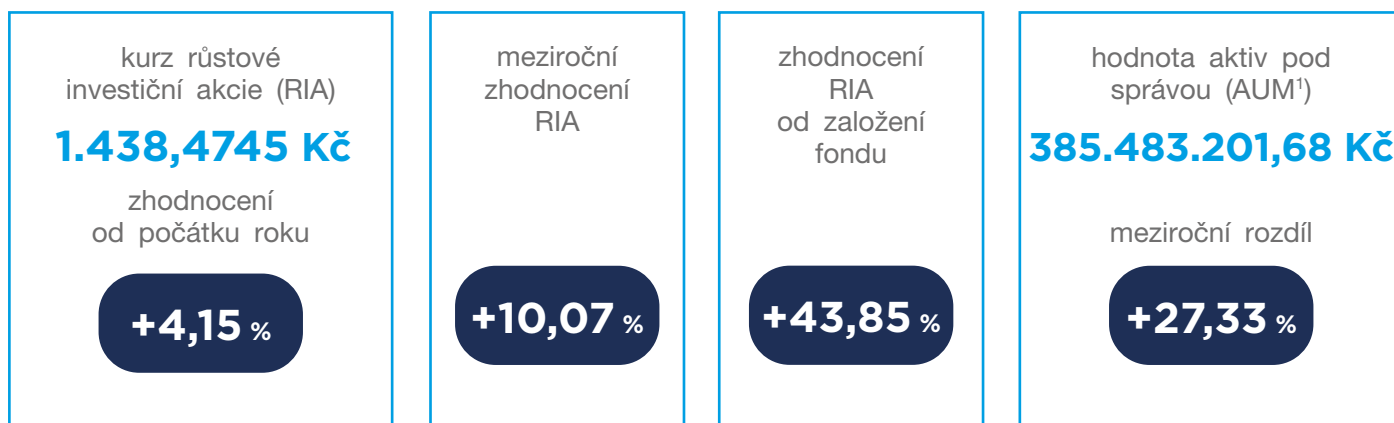 kurz růstové
investiční akcie (RIA)
1.438,4745 Kč
zhodnocení
od počátku roku
+4,15 %
meziroční
zhodnocení
RIA
+10,07 %
zhodnocení
RIA
od založení
fondu
+43,85 %
hodnota aktiv pod
správou (AUM¹)
385.483.201,68 Kč
meziroční rozdíl
+27,33 %